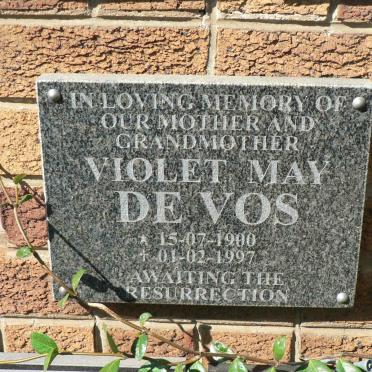 IN LOVING MEMORY OF
OUR MOTHER AND
GRANDMOTHER
VIOLET MAY
DE VOS
★ 15-07-1900
✝ 01-02-1997
AWAITING THE
RESURRECTION